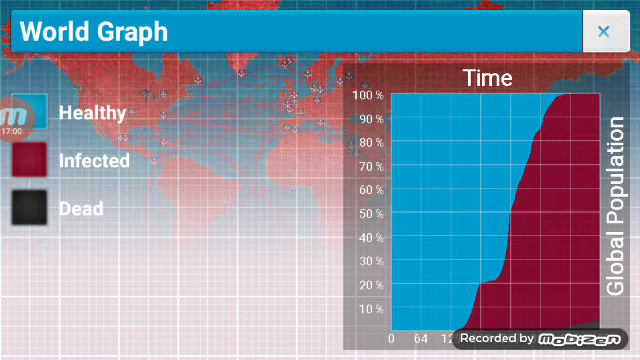 World Graph
×
Time
Healthy
Infected
Dead
17:00
100 %
90 %
80 %
70 %
60 %
50 %
40 %
30 %
20 %
10 %
Global Population
0 64
Recorded by MOBIZEN